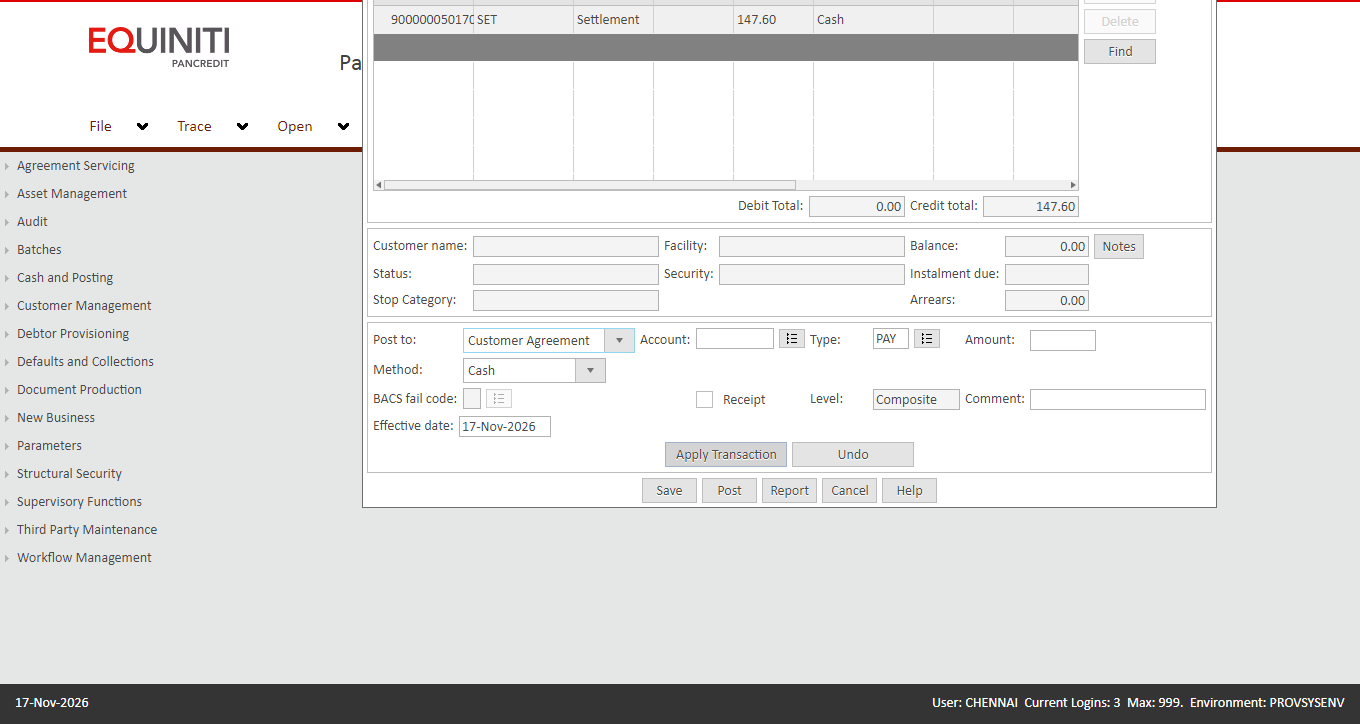 900000050170 SET Settlement 147.60 Cash
Delete
Find
EQUINITI
PANCREDIT
Pa
File Trace Open
Agreement Servicing
Asset Management
Audit
Batches
Cash and Posting
Customer Management
Debtor Provisioning
Defaults and Collections
Document Production
New Business
Parameters
Structural Security
Supervisory Functions
Third Party Maintenance
Workflow Management
Debit Total: 0.00 Credit total: 147.60
Customer name: Facility: Balance: 0.00 Notes
Status: Security: Instalment due:
Stop Category: Arrears: 0.00
Post to: Customer Agreement Account: Type: PAY Amount:
Method: Cash
BACS fail code: Receipt Level: Composite Comment:
Effective date: 17-Nov-2026
Apply Transaction Undo
Save Post Report Cancel Help
17-Nov-2026 User: CHENNAI Current Logins: 3 Max: 999. Environment: PROVSYSENV